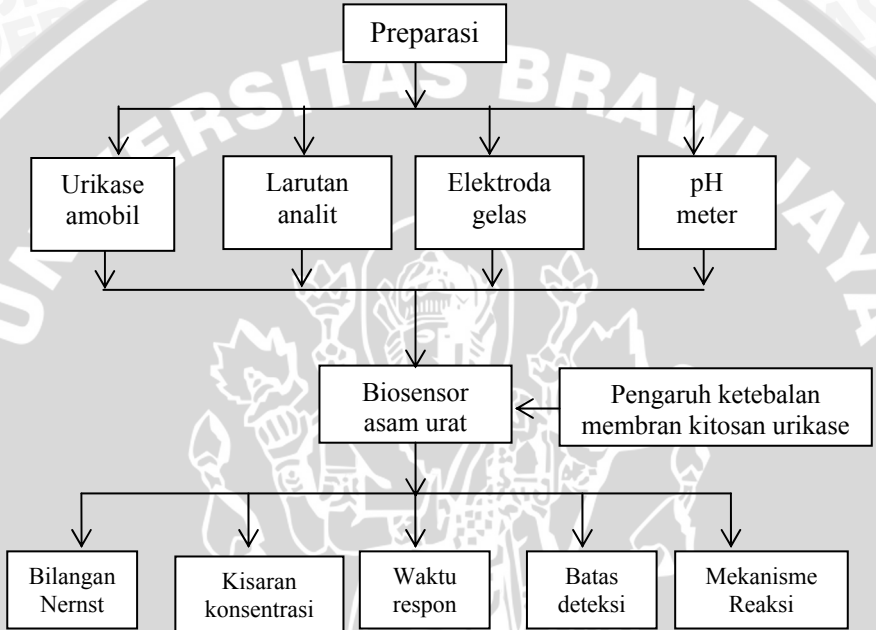 Preparasi
UNIVERSITAS BRAWIJAYA
Urikase
amobil
Larutan
analit
Elektroda
gelas
pH
meter
Biosensor
asam urat
Pengaruh ketebalan
membran kitosan urikase
Bilangan
Nernst
Kisaran
konsentrasi
Waktu
respon
Batas
deteksi
Mekanisme
Reaksi